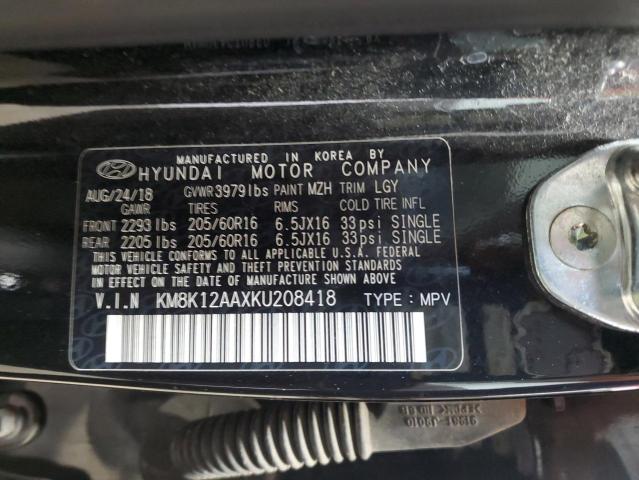 MANUFACTURED IN KOREA BY
HYUNDAI MOTOR COMPANY
AUG/24/18 GVWR 3979 lbs PAINT MZH TRIM LGY
GAWR TIRES RIMS COLD TIRE INFL
FRONT 2293 lbs 205/60R16 6.5JX16 33psi SINGLE
REAR 2205 lbs 205/60R16 6.5JX16 33psi SINGLE
THIS VEHICLE CONFORMS TO ALL APPLICABLE U.S.A. FEDERAL
MOTOR VEHICLE SAFETY, BUMPER, AND THEFT PREVENTION
STANDARDS IN EFFECT ON THE DATE OF MANUFACTURE
SHOWN ABOVE.
V.I.N KM8K12AAXKU208418 TYPE : MPV